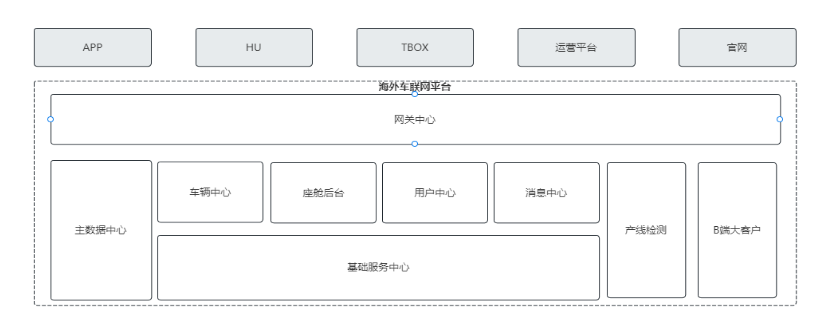 APP
HU
TBOX
运营平台
官网
海外车联网平台
网关中心
主数据中心
车辆中心
座舱后台
用户中心
消息中心
产线检测
B端大客户
基础服务中心